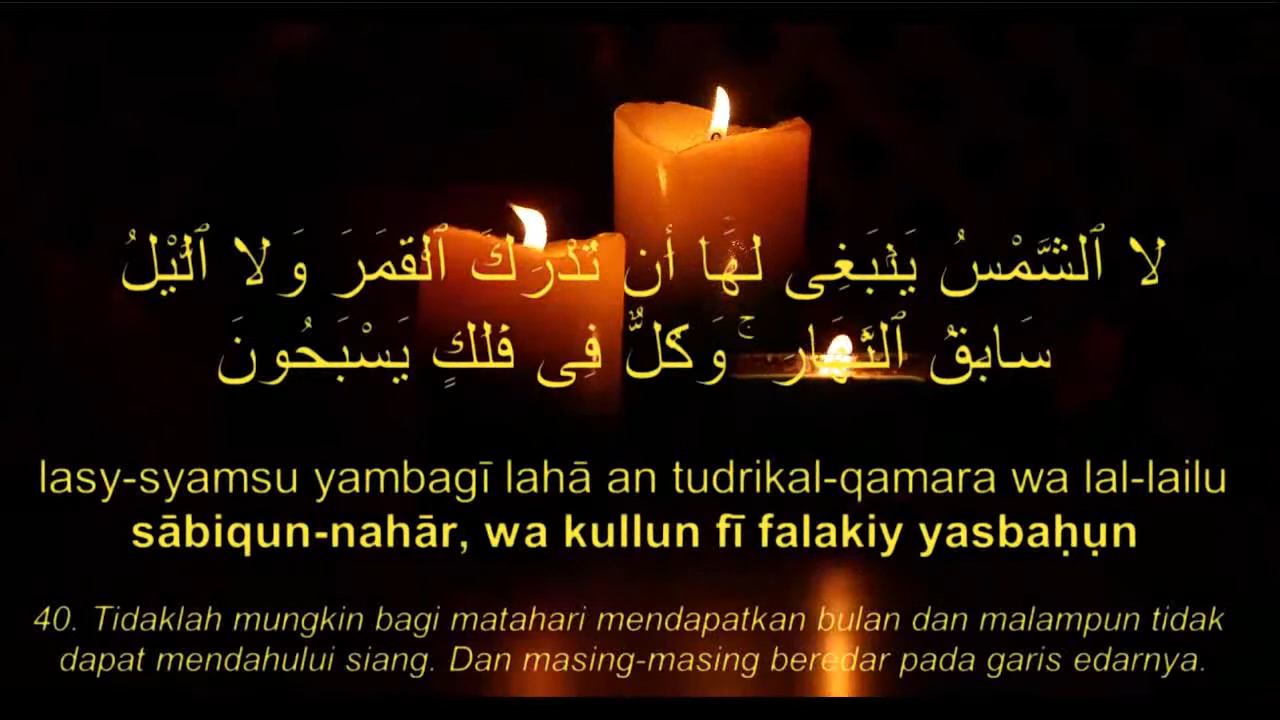 لا ٱلشَّمْسُ يَنۢبَغِى لَهَآ أَن تُدْرِكَ ٱلْقَمَرَ وَلا ٱلَّيْلُ
سَابِقُ ٱلنَّهَارِ ۚ وَكُلٌّ فِى فَلَكٍ يَسْبَحُونَ
lasy-syamsu yambagī lahā an tudrikal-qamara wa lal-lailu
sābiqun-nahār, wa kullun fī falakiy yasbaḥụn
40. Tidaklah mungkin bagi matahari mendapatkan bulan dan malampun tidak
dapat mendahului siang. Dan masing-masing beredar pada garis edarnya.